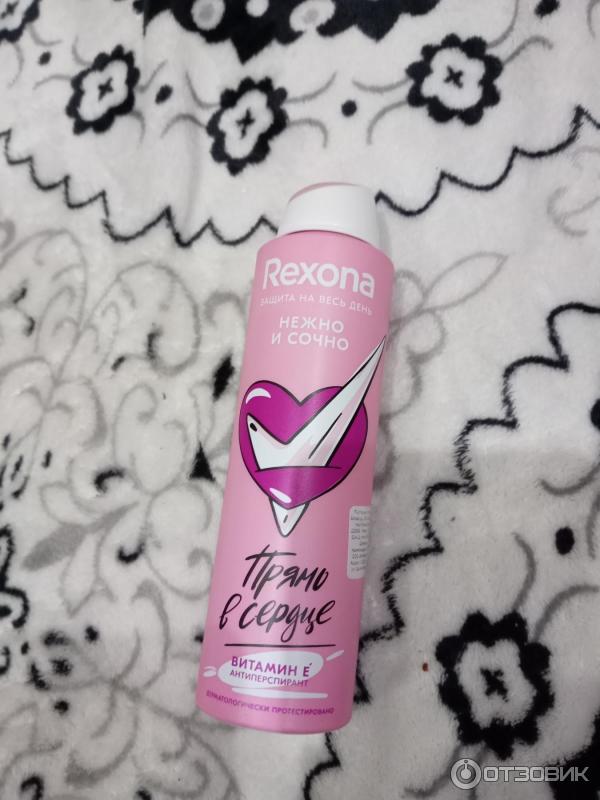 Rexona
ЗАЩИТА НА ВЕСЬ ДЕНЬ
НЕЖНО
И СОЧНО
Прямо
в сердце
ВИТАМИН Е
АНТИПЕРСПИРАНТ
ДЕРМАТОЛОГИЧЕСКИ ПРОТЕСТИРОВАНО
ОТЗОВИК